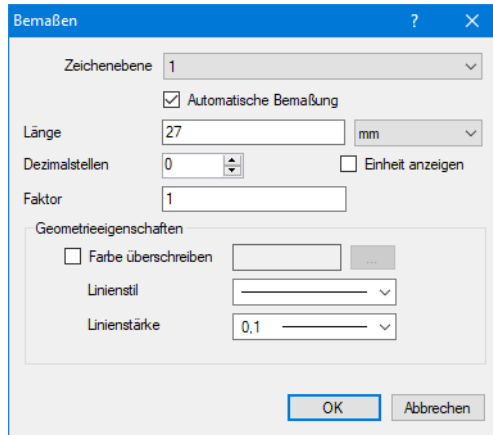 Bemaßen ?
Zeichenebene 1
Automatische Bemaßung
Länge 27 mm
Dezimalstellen 0 Einheit anzeigen
Faktor 1
Geometrieeigenschaften
Farbe überschreiben ...
Linienstil
Linienstärke 0,1
OK Abbrechen